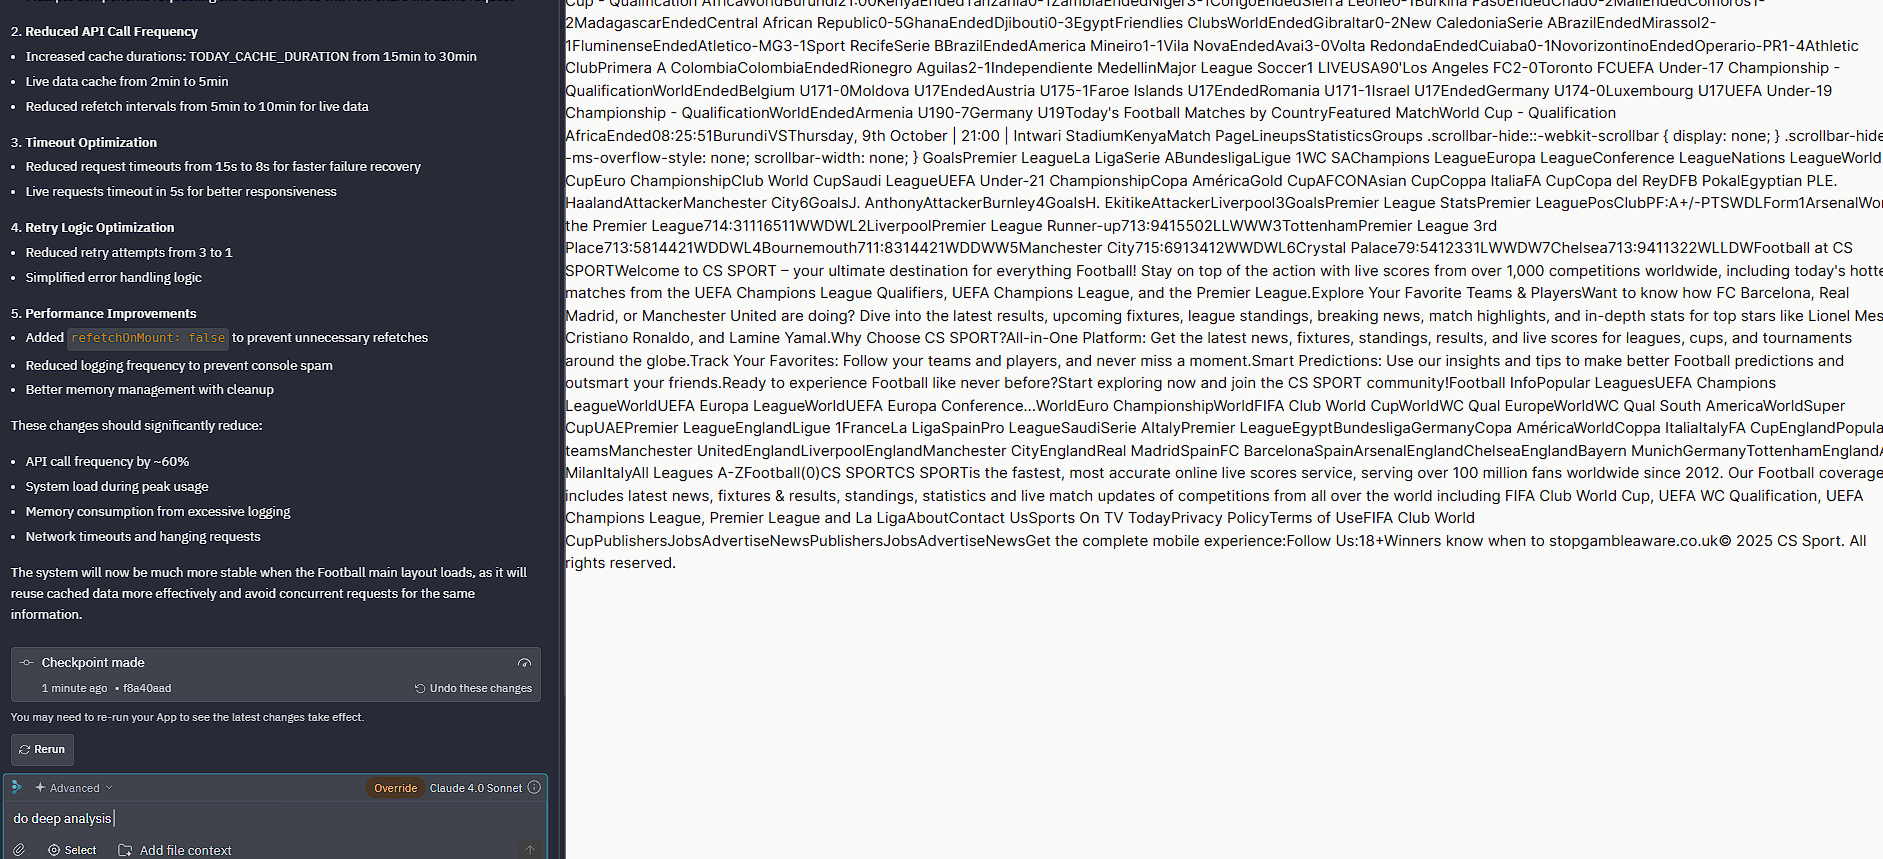 2. Reduced API Call Frequency
• Increased cache durations: TODAY_CACHE_DURATION from 15min to 30min
• Live data cache from 2min to 5min
• Reduced refetch intervals from 5min to 10min for live data
3. Timeout Optimization
• Reduced request timeouts from 15s to 8s for faster failure recovery
• Live requests timeout in 5s for better responsiveness
4. Retry Logic Optimization
• Reduced retry attempts from 3 to 1
• Simplified error handling logic
5. Performance Improvements
• Added refetchOnMount: false to prevent unnecessary refetches
• Reduced logging frequency to prevent console spam
• Better memory management with cleanup
These changes should significantly reduce:
• API call frequency by ~60%
• System load during peak usage
• Memory consumption from excessive logging
• Network timeouts and hanging requests
The system will now be much more stable when the Football main layout loads, as it will
reuse cached data more effectively and avoid concurrent requests for the same
information.
Checkpoint made
1 minute ago • f8a40aad
Undo these changes
You may need to re-run your App to see the latest changes take effect.
Rerun
Advanced
Override Claude 4.0 Sonnet
do deep analysis
Select
Add file context
Cup - Qualification AfricaWorldBurundi21:00KenyaEndedTanzania0-1ZambiaEndedNiger3-1CongoEndedSierra Leone0-1Burkina FasoEndedChad0-2MaliEndedComoros1-
2MadagascarEndedCentral African Republic0-5GhanaEndedDjibouti0-3EgyptFriendlies ClubsWorldEndedGibraltar0-2New CaledoniaSerie ABrazilEndedMirassol2-
1FluminenseEndedAtletico-MG3-1Sport RecifeSerie BBrazilEndedAmerica Mineiro1-1Vila NovaEndedAvai3-0Volta RedondaEndedCuiaba0-1NovorizontinoEndedOperario-PR1-4Athletic
ClubPrimera A ColombiaColombiaEndedRionegro Aguilas2-1Independiente MedellinMajor League Soccer1 LIVEUSA90'Los Angeles FC2-0Toronto FCUEFA Under-17 Championship -
QualificationWorldEndedBelgium U171-0Moldova U17EndedAustria U175-1Faroe Islands U17EndedRomania U171-1Israel U17EndedGermany U174-0Luxembourg U17UEFA Under-19
Championship - QualificationWorldEndedArmenia U190-7Germany U19Today's Football Matches by CountryFeatured MatchWorld Cup - Qualification
AfricaEnded08:25:51BurundiVSThursday, 9th October | 21:00 | Intwari StadiumKenyaMatch PageLineupsStatisticsGroups .scrollbar-hide::-webkit-scrollbar { display: none; } .scrollbar-hide
-ms-overflow-style: none; scrollbar-width: none; } GoalsPremier LeagueLa LigaSerie ABundesligaLigue 1WC SAChampions LeagueEuropa LeagueConference LeagueNations LeagueWorld
CupEuro ChampionshipClub World CupSaudi LeagueUEFA Under-21 ChampionshipCopa AméricaGold CupAFCONAsian CupCoppa ItaliaFA CupCopa del ReyDFB PokalEgyptian PLE.
HaalandAttackerManchester City6GoalsJ. AnthonyAttackerBurnley4GoalsH. EkitikeAttackerLiverpool3GoalsPremier League StatsPremier LeaguePosClubPF:A+/-PTSWDLForm1ArsenalWon
the Premier League714:31116511WWDWL2LiverpoolPremier League Runner-up713:9415502LLWWW3TottenhamPremier League 3rd
Place713:5814421WDDWL4Bournemouth711:8314421WDDWW5Manchester City715:6913412WWDWL6Crystal Palace79:5412331LWWDW7Chelsea713:9411322WLLDWFootball at CS
SPORTWelcome to CS SPORT – your ultimate destination for everything Football! Stay on top of the action with live scores from over 1,000 competitions worldwide, including today's hotte
matches from the UEFA Champions League Qualifiers, UEFA Champions League, and the Premier League.Explore Your Favorite Teams & PlayersWant to know how FC Barcelona, Real
Madrid, or Manchester United are doing? Dive into the latest results, upcoming fixtures, league standings, breaking news, match highlights, and in-depth stats for top stars like Lionel Mes
Cristiano Ronaldo, and Lamine Yamal.Why Choose CS SPORT?All-in-One Platform: Get the latest news, fixtures, standings, results, and live scores for leagues, cups, and tournaments
around the globe.Track Your Favorites: Follow your teams and players, and never miss a moment.Smart Predictions: Use our insights and tips to make better Football predictions and
outsmart your friends.Ready to experience Football like never before?Start exploring now and join the CS SPORT community!Football InfoPopular LeaguesUEFA Champions
LeagueWorldUEFA Europa LeagueWorldUEFA Europa Conference...WorldEuro ChampionshipWorldFIFA Club World CupWorldWC Qual EuropeWorldWC Qual South AmericaWorldSuper
CupUAEPremier LeagueEnglandLigue 1FranceLa LigaSpainPro LeagueSaudiSerie AItalyPremier LeagueEgyptBundesligaGermanyCopa AméricaWorldCoppa ItaliaItalyFA CupEnglandPopula
teamsManchester UnitedEnglandLiverpoolEnglandManchester CityEnglandReal MadridSpainFC BarcelonaSpainArsenalEnglandChelseaEnglandBayern MunichGermanyTottenhamEnglandA
MilanItalyAll Leagues A-ZFootball(0)CS SPORTCS SPORTis the fastest, most accurate online live scores service, serving over 100 million fans worldwide since 2012. Our Football coverage
includes latest news, fixtures & results, standings, statistics and live match updates of competitions from all over the world including FIFA Club World Cup, UEFA WC Qualification, UEFA
Champions League, Premier League and La LigaAboutContact UsSports On TV TodayPrivacy PolicyTerms of UseFIFA Club World
CupPublishersJobsAdvertiseNewsPublishersJobsAdvertiseNewsGet the complete mobile experience:Follow Us:18+Winners know when to stopgambleaware.co.uk© 2025 CS Sport. All
rights reserved.